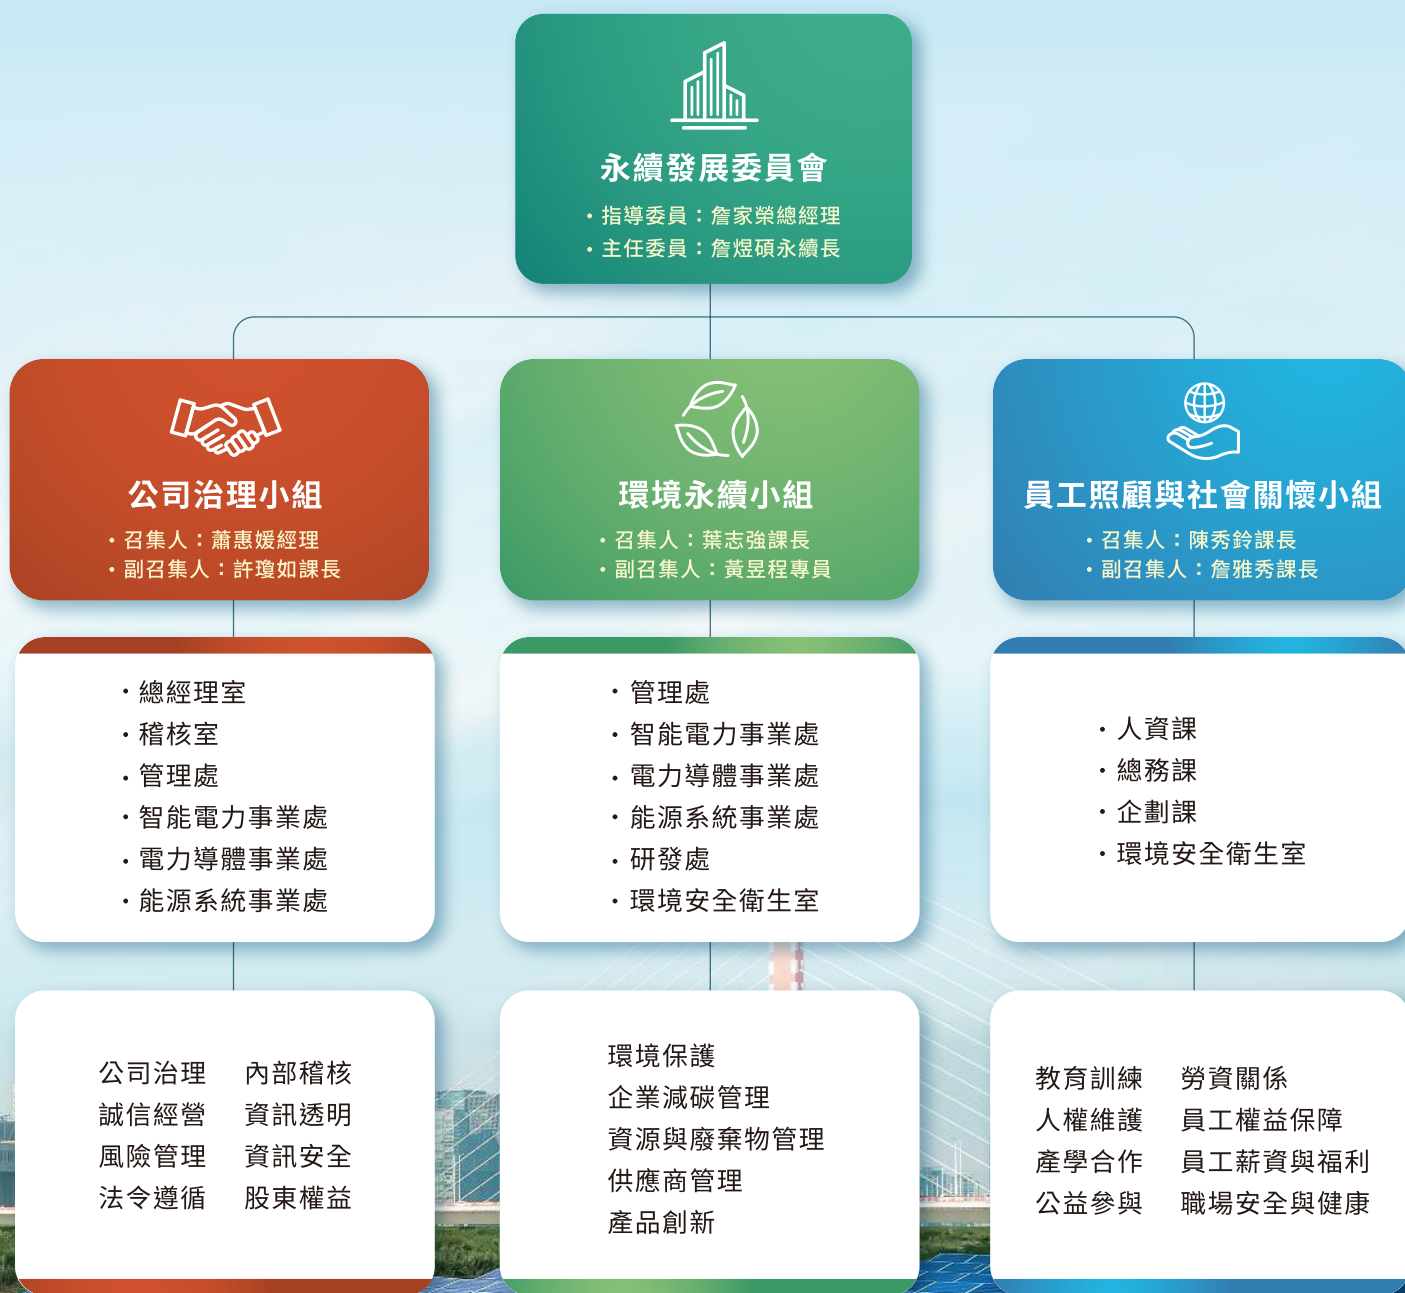 永續發展委員會
・指導委員：詹家榮總經理
・主任委員：詹煜碩永續長
公司治理小組
・召集人：蕭惠媛經理
・副召集人：許瓊如課長
環境永續小組
・召集人：葉志強課長
・副召集人：黃昱程專員
員工照顧與社會關懷小組
・召集人：陳秀鈴課長
・副召集人：詹雅秀課長
・總經理室
・稽核室
・管理處
・智能電力事業處
・電力導體事業處
・能源系統事業處
・管理處
・智能電力事業處
・電力導體事業處
・能源系統事業處
・研發處
・環境安全衛生室
・人資課
・總務課
・企劃課
・環境安全衛生室
公司治理 內部稽核
誠信經營 資訊透明
風險管理 資訊安全
法令遵循 股東權益
環境保護
企業減碳管理
資源與廢棄物管理
供應商管理
產品創新
教育訓練 勞資關係
人權維護 員工權益保障
產學合作 員工薪資與福利
公益參與 職場安全與健康